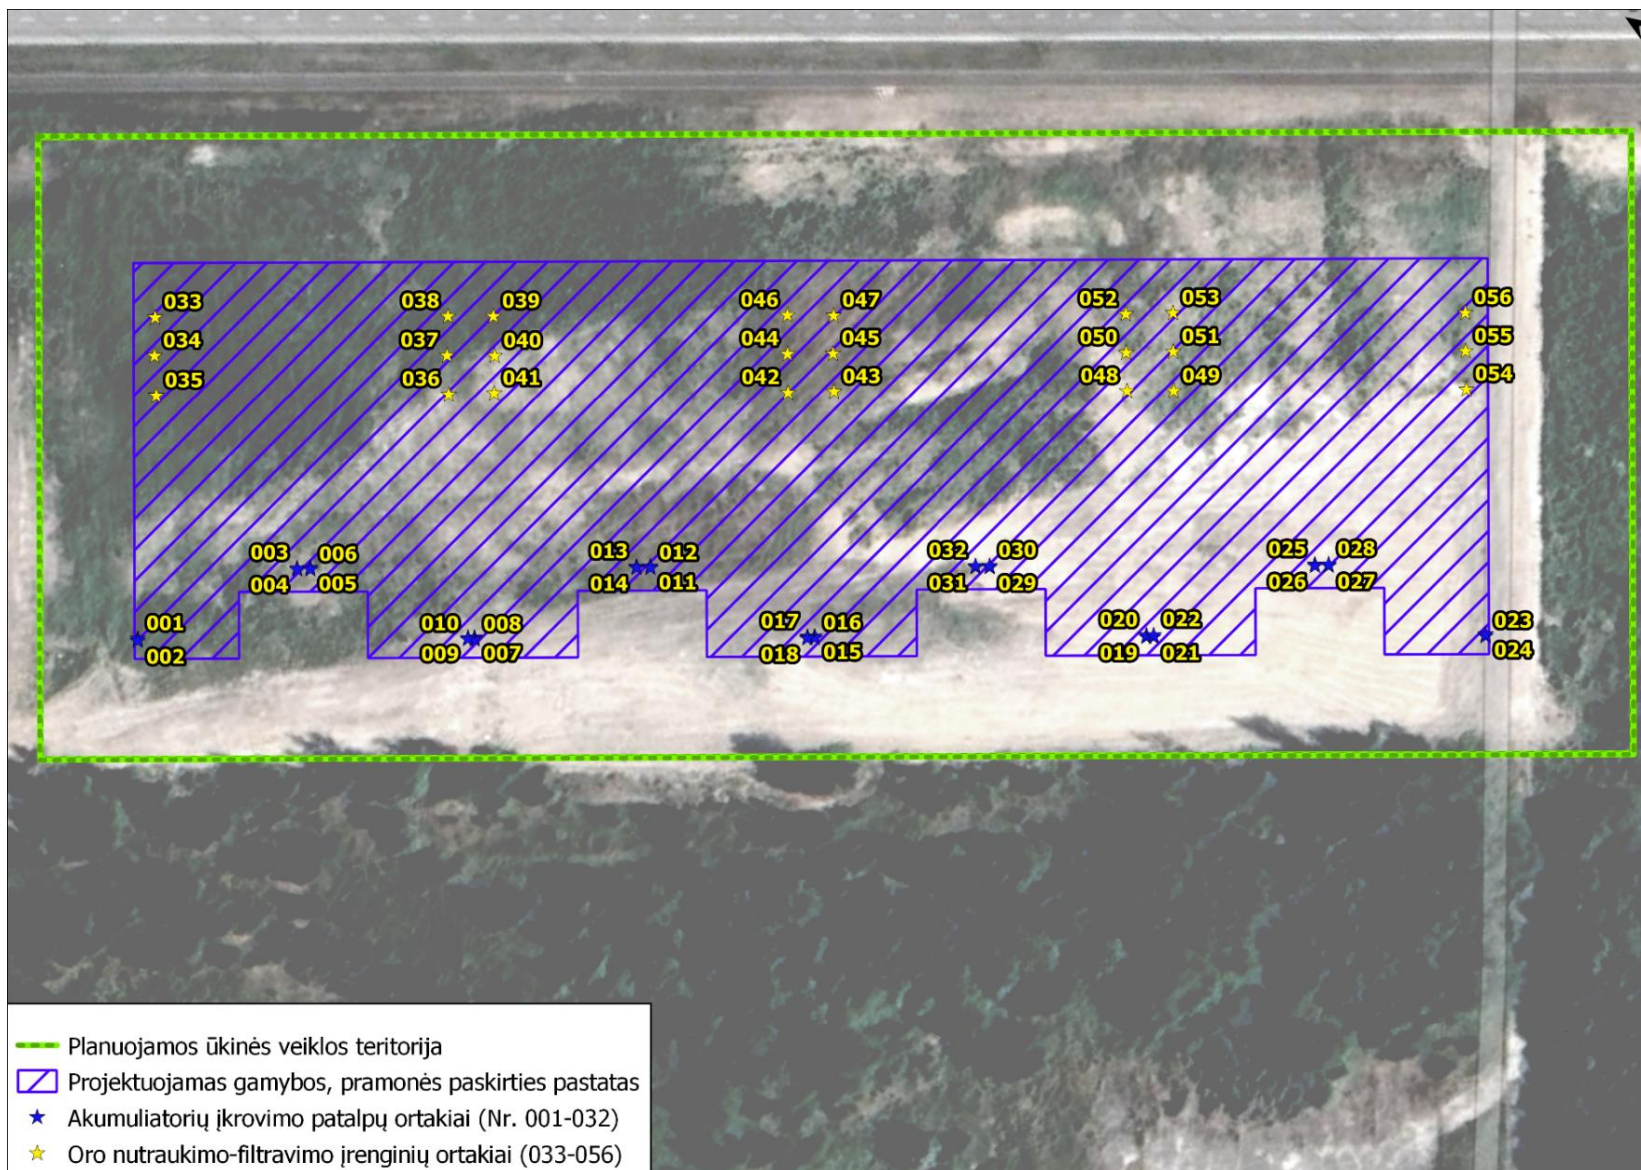 033 038 039 046 047 052 053 056
034 037 040 044 045 050 051 055
035 036 041 042 043 048 049 054
003 006 013 012 032 030 025 028
004 005 014 011 031 029 026 027
001 010 008 017 016 020 022 023
002 009 007 018 015 019 021 024
Planuojamos ūkinės veiklos teritorija
Projektuojamas gamybos, pramonės paskirties pastatas
Akumuliatorių įkrovimo patalpų ortakiai (Nr. 001-032)
Oro nutraukimo-filtravimo įrenginių ortakiai (033-056)